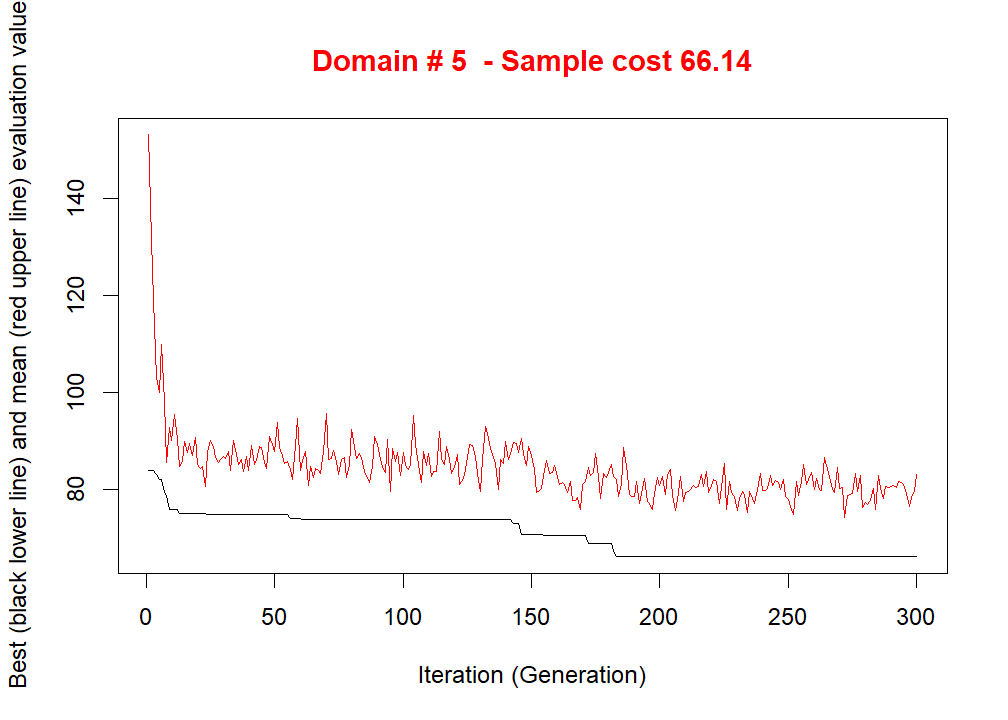 Domain # 5  - Sample cost 66.14
Best (black lower line) and mean (red upper line) evaluation value
140
120
100
80
0 50 100 150 200 250 300
Iteration (Generation)